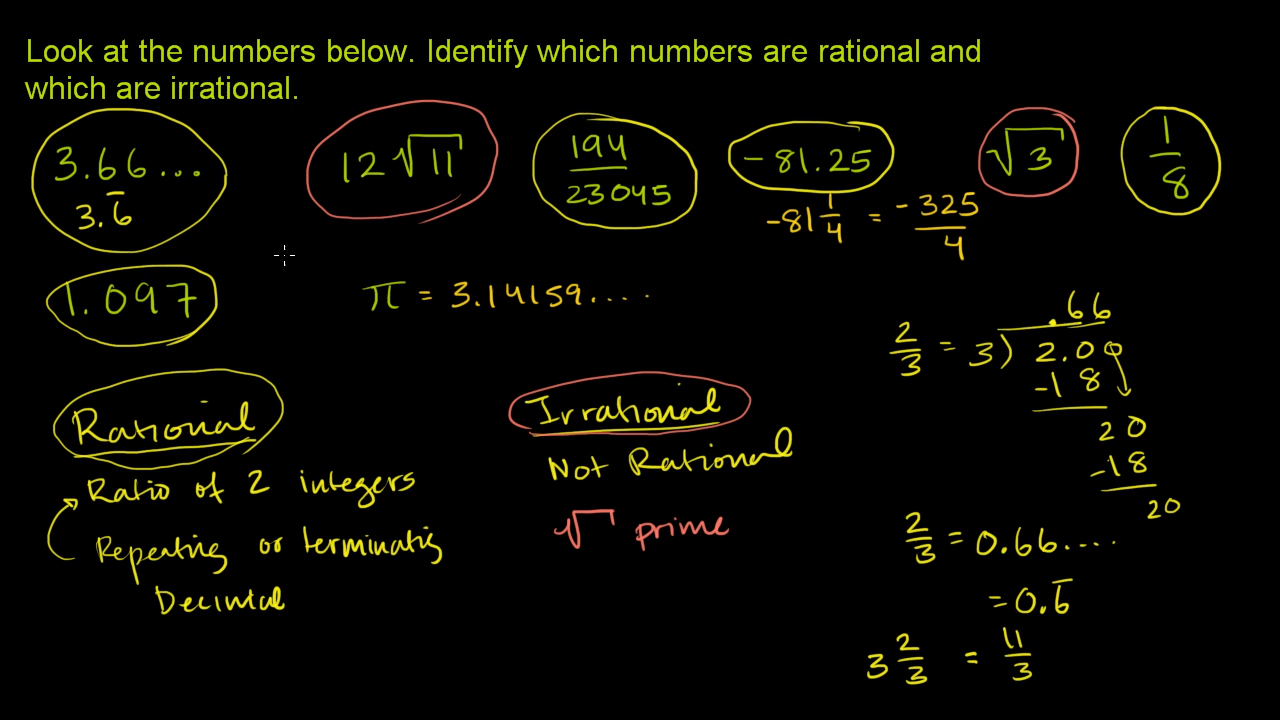 Look at the numbers below. Identify which numbers are rational and
which are irrational.
3.66... 12√11 194/23045 -81.25 √3 1/8
3.6̅ -81 1/4 = -325/4
1.097 π = 3.14159.....
.66
2/3 = 3) 2.00
-18
20
-18
20
Rational
Ratio of 2 integers
Repeating or terminatig
Decimal
Irrational
Not Rational
√ prime
2/3 = 0.66....
= 0.6̅
3 2/3 = 11/3